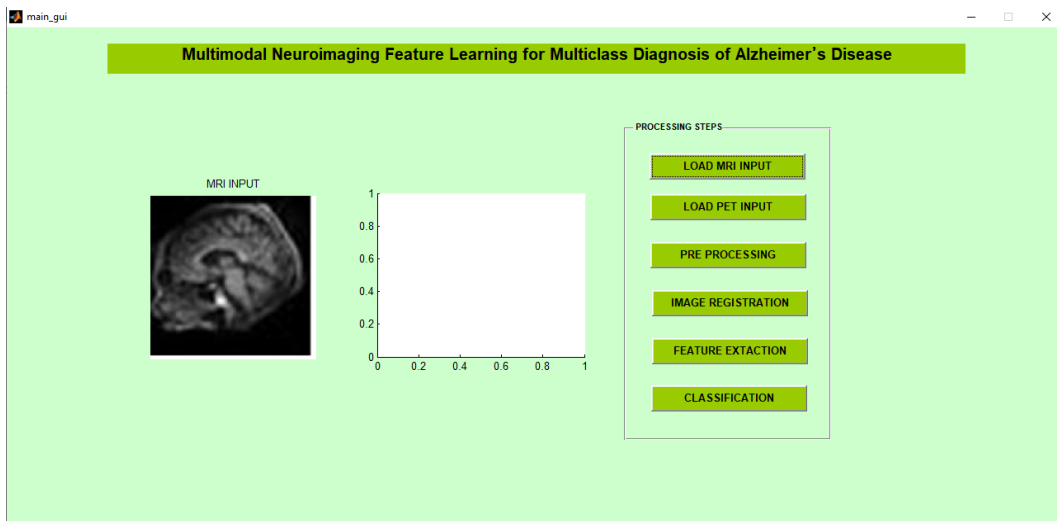 main_gui
Multimodal Neuroimaging Feature Learning for Multiclass Diagnosis of Alzheimer's Disease
MRI INPUT
1
0.8
0.6
0.4
0.2
0
0 0.2 0.4 0.6 0.8 1
PROCESSING STEPS
LOAD MRI INPUT
LOAD PET INPUT
PRE PROCESSING
IMAGE REGISTRATION
FEATURE EXTACTION
CLASSIFICATION